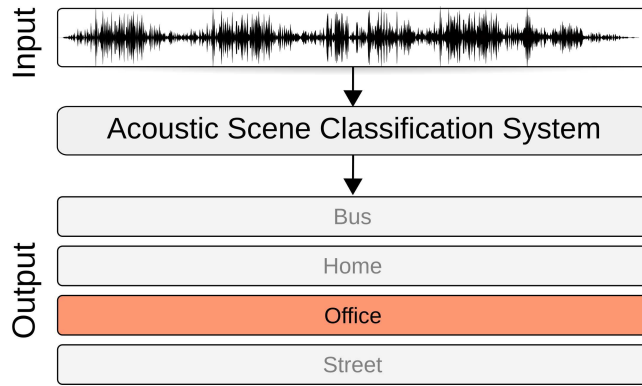 Input
Acoustic Scene Classification System
Output
Bus
Home
Office
Street